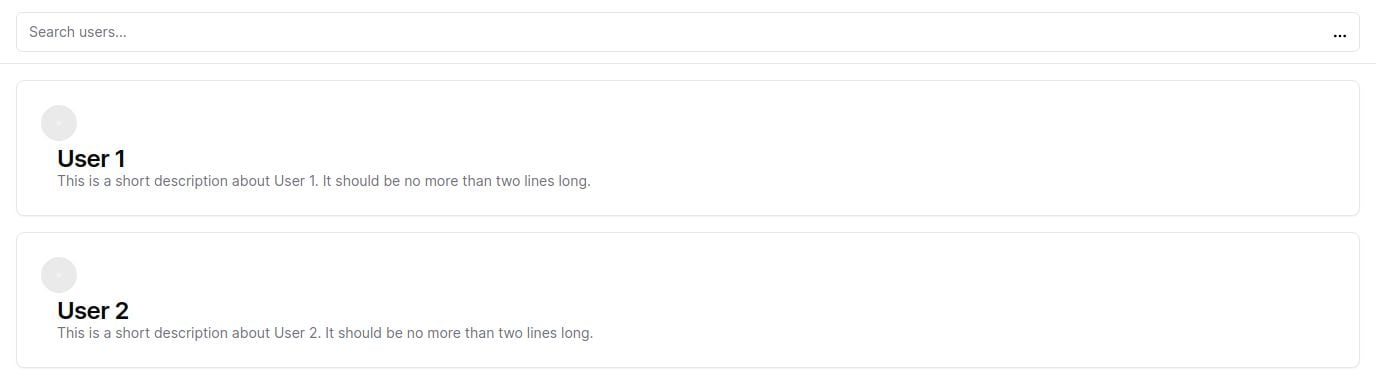 Search users...
...
User 1
This is a short description about User 1. It should be no more than two lines long.
User 2
This is a short description about User 2. It should be no more than two lines long.